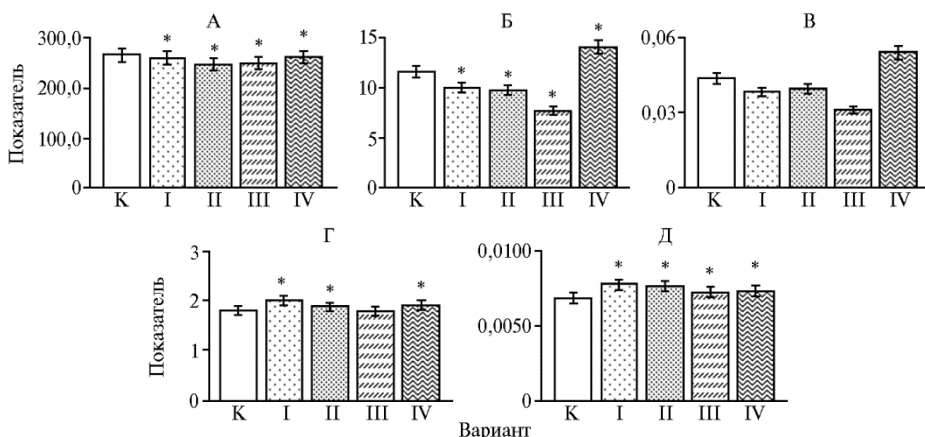 А Б В
Показатель
300,0
200,0
100,0
0
* * * *
K I II III IV
15
10
5
0
* * * *
K I II III IV
0,06
0,03
0
K I II III IV
Г Д
Показатель
3
2
1
0
* * *
K I II III IV
0,0100
0,0050
0
* * * *
K I II III IV
Вариант